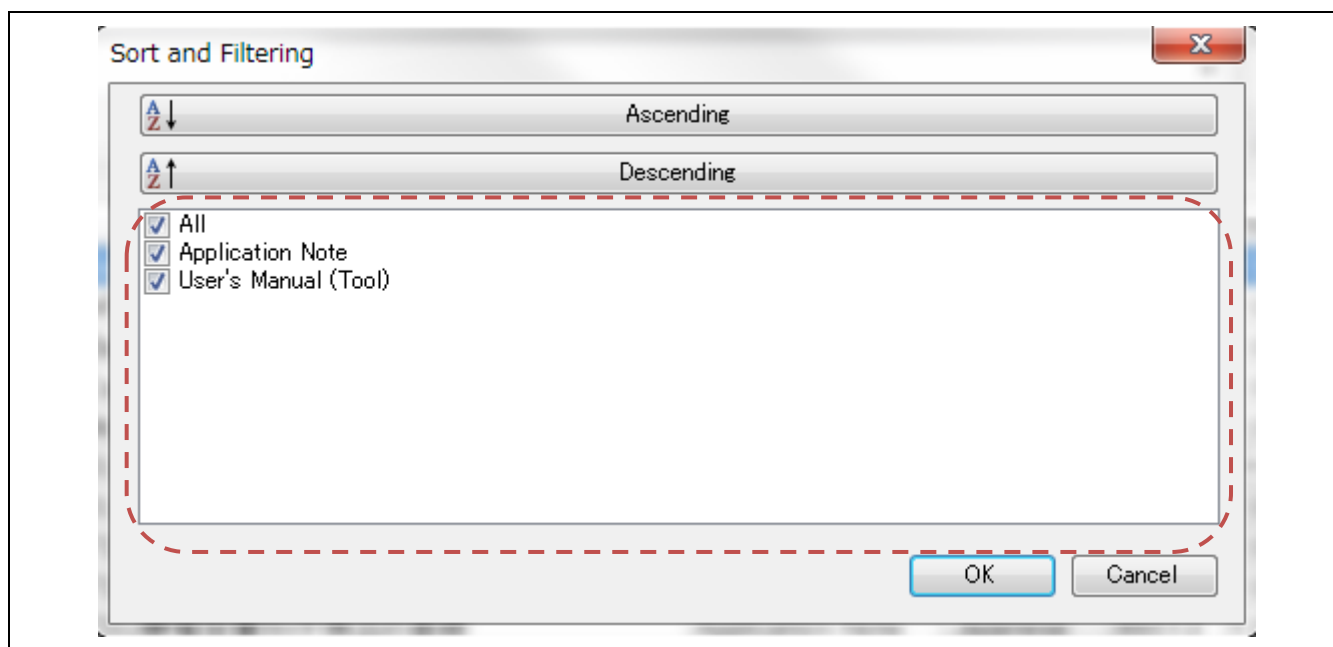 Sort and Filtering
Ascending
Descending
All
Application Note
User's Manual (Tool)
OK Cancel